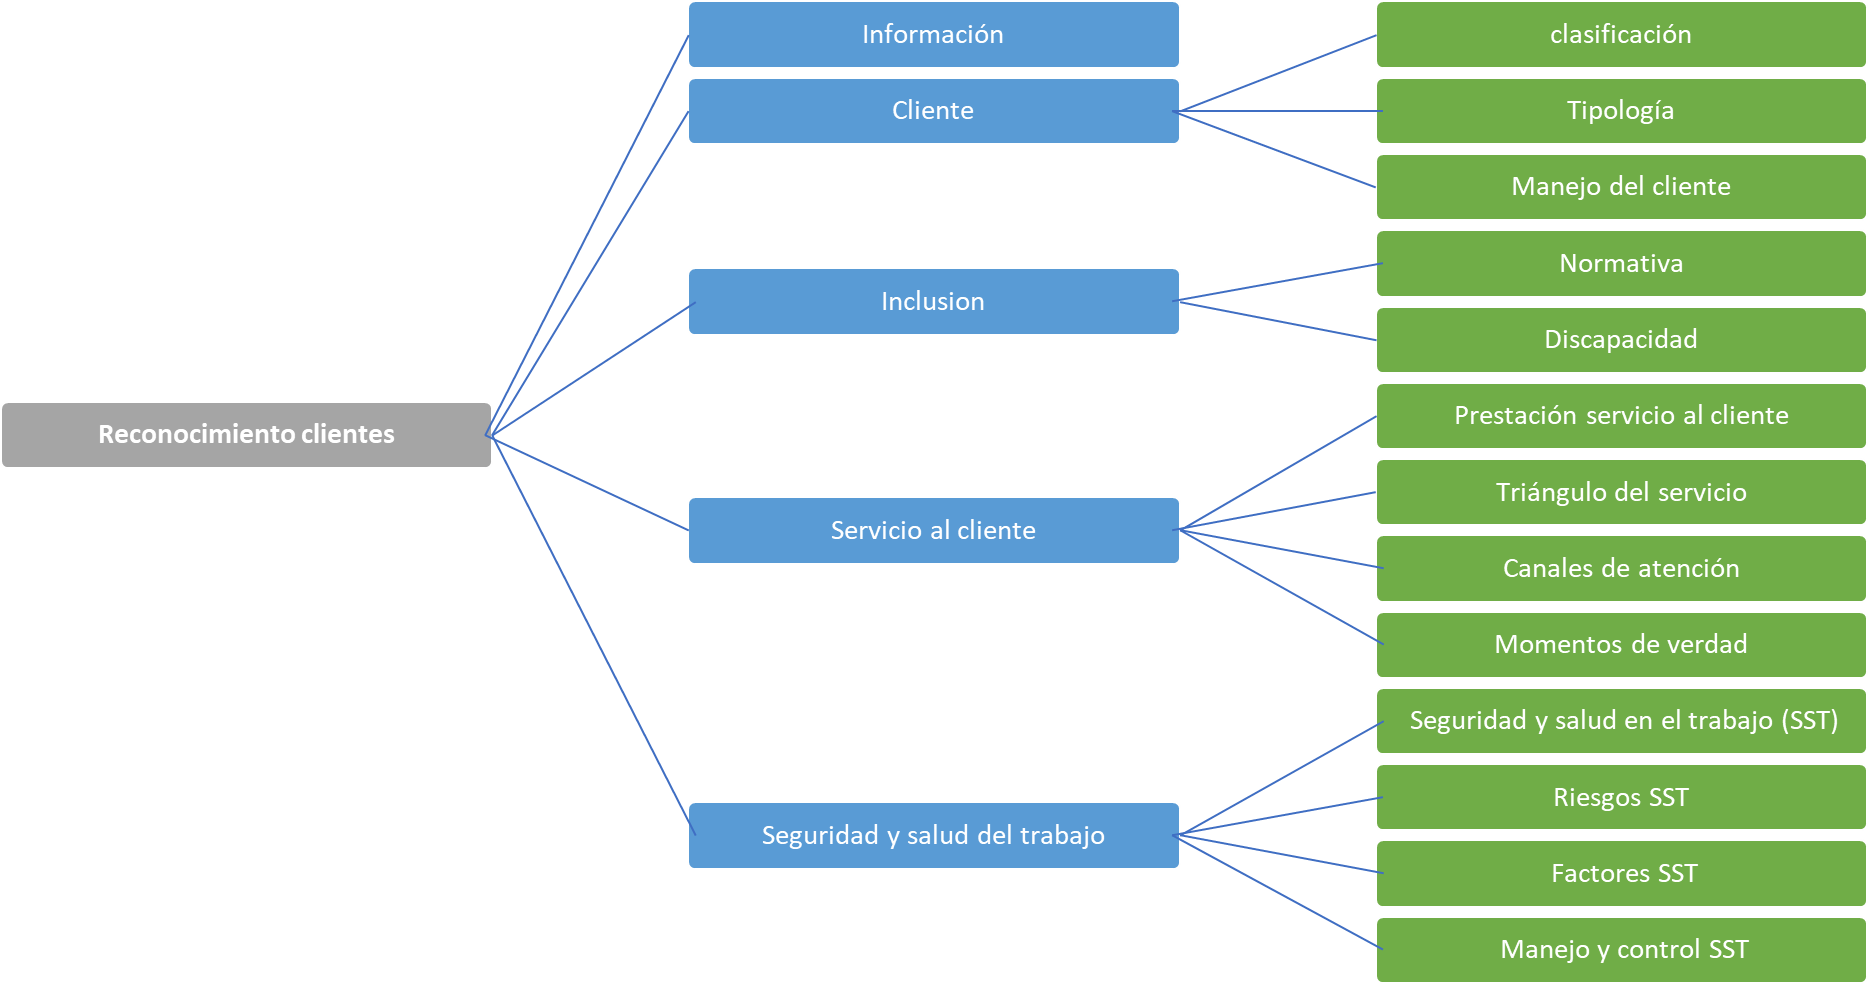 Reconocimiento clientes
Información
Cliente
clasificación
Tipología
Manejo del cliente
Inclusion
Normativa
Discapacidad
Servicio al cliente
Prestación servicio al cliente
Triángulo del servicio
Canales de atención
Momentos de verdad
Seguridad y salud del trabajo
Seguridad y salud en el trabajo (SST)
Riesgos SST
Factores SST
Manejo y control SST